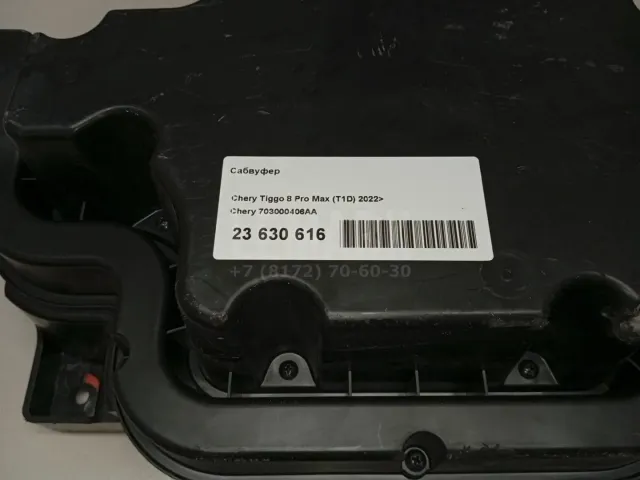 Сабвуфер
Chery Tiggo 8 Pro Max (T1D) 2022>
Chery 703000406AA
23 630 616
+7 (8172) 70-60-30